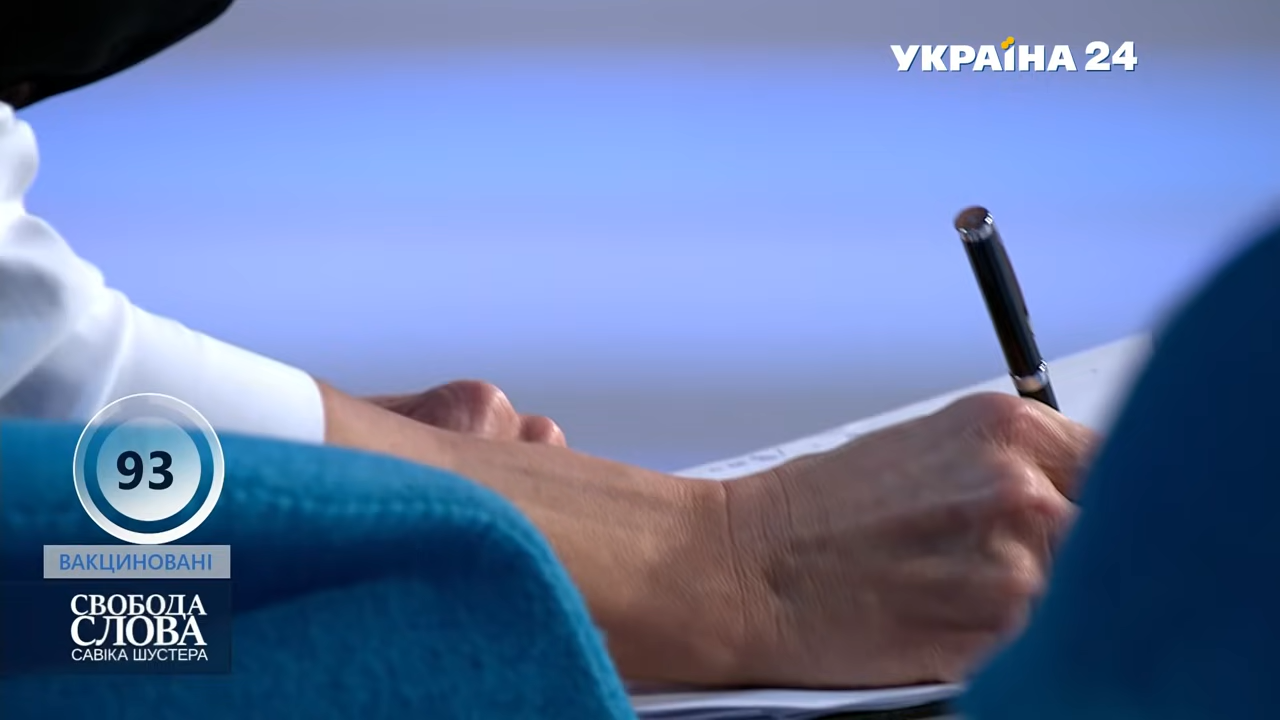 УКРАЇНА 24
93
ВАКЦИНОВАНІ
СВОБОДА
СЛОВА
САВІКА ШУСТЕРА